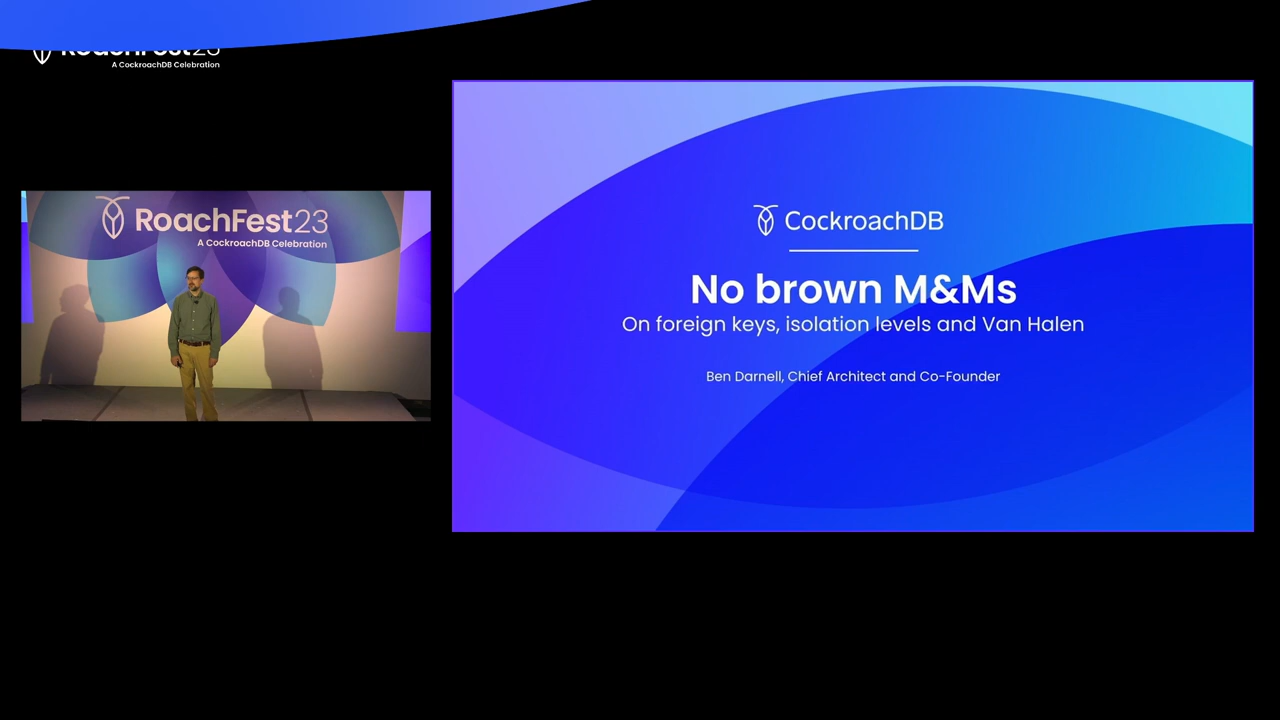 RoachFest23
A CockroachDB Celebration
RoachFest23
A CockroachDB Celebration
CockroachDB
No brown M&Ms
On foreign keys, isolation levels and Van Halen
Ben Darnell, Chief Architect and Co-Founder